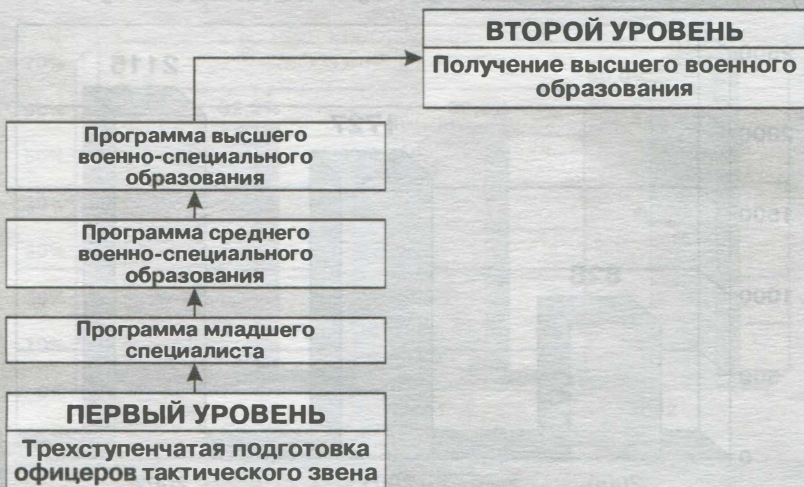 ВТОРОЙ УРОВЕНЬ
Получение высшего военного
образования
Программа высшего
военно-специального
образования
Программа среднего
военно-специального
образования
Программа младшего
специалиста
ПЕРВЫЙ УРОВЕНЬ
Трехступенчатая подготовка
офицеров тактического звена